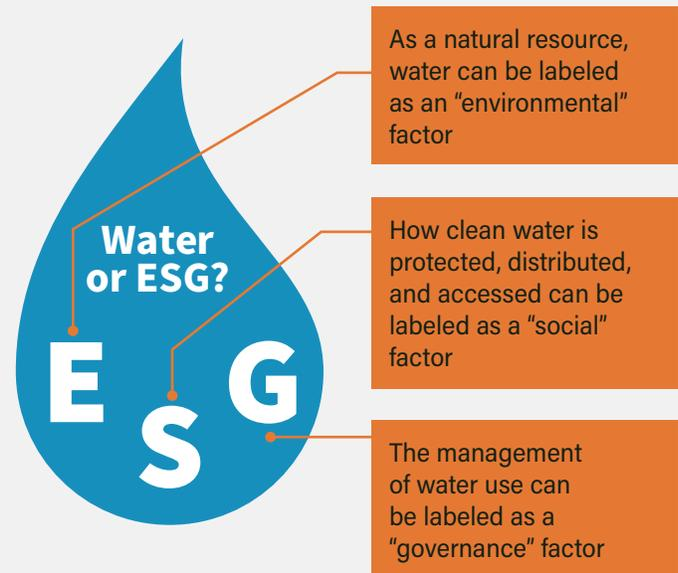 As a natural resource,
water can be labeled
as an “environmental”
factor
Water
or ESG?
How clean water is
protected, distributed,
and accessed can be
labeled as a “social”
factor
E
S
G
The management
of water use can
be labeled as a
“governance” factor